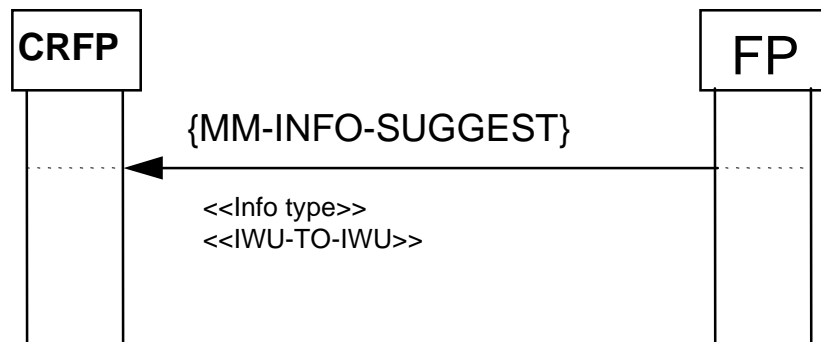 CRFP
FP
{MM-INFO-SUGGEST}
<<Info type>>
<<IWU-TO-IWU>>